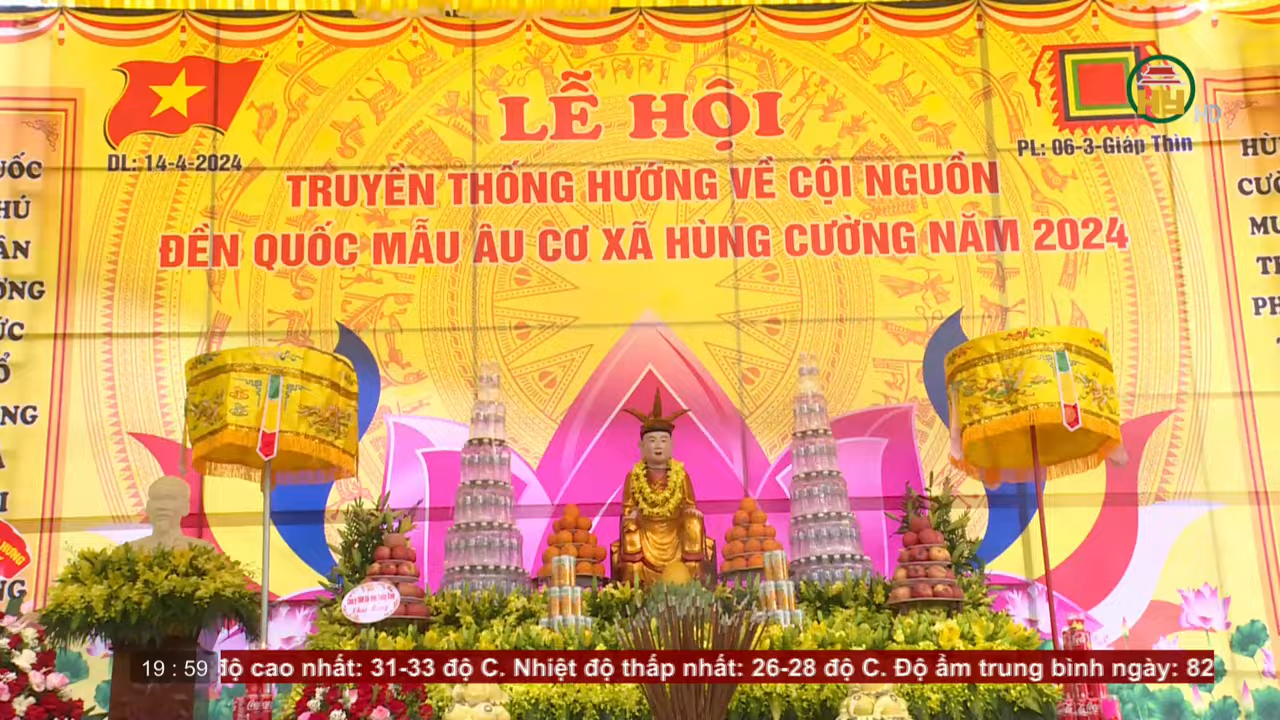 LỄ HỘI
DL: 14-4-2024
PL: 06-3-Giáp Thìn
TRUYỀN THỐNG HƯỚNG VỀ CỘI NGUỒN
ĐỀN QUỐC MẪU ÂU CƠ XÃ HÙNG CƯỜNG NĂM 2024
HY
HD
19 : 59
độ cao nhất: 31-33 độ C. Nhiệt độ thấp nhất: 26-28 độ C. Độ ẩm trung bình ngày: 82